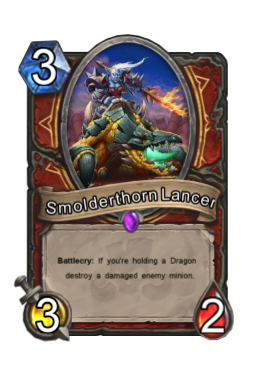 3
Smolderthorn Lancer
Battlecry: If you're holding a Dragon
destroy a damaged enemy minion.
3
2